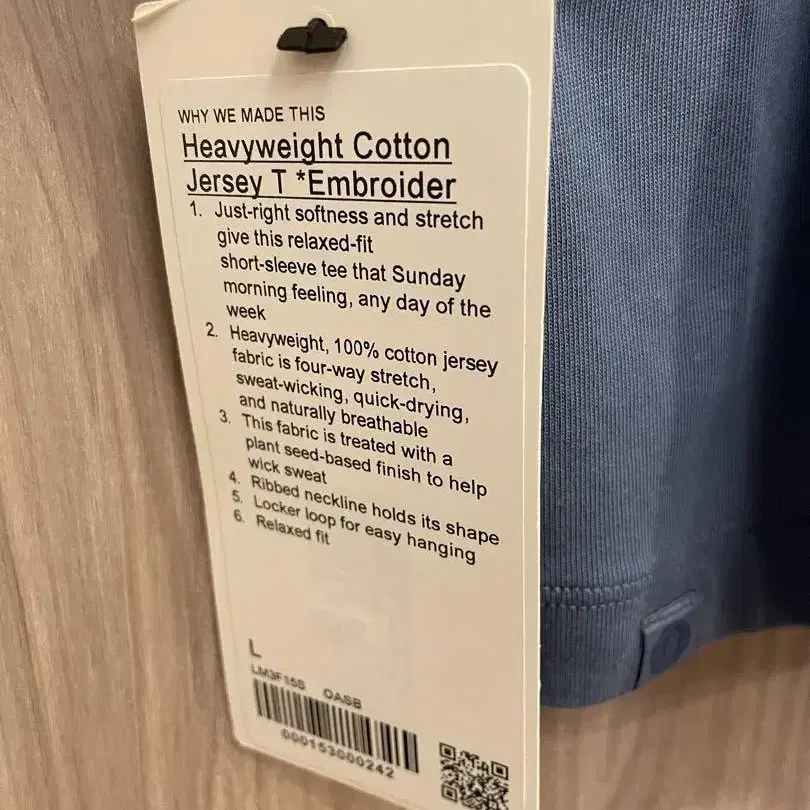 WHY WE MADE THIS
Heavyweight Cotton
Jersey T *Embroider
1. Just-right softness and stretch
give this relaxed-fit
short-sleeve tee that Sunday
morning feeling, any day of the
week
2. Heavyweight, 100% cotton jersey
fabric is four-way stretch,
sweat-wicking, quick-drying,
and naturally breathable
3. This fabric is treated with a
plant seed-based finish to help
wick sweat
4. Ribbed neckline holds its shape
5. Locker loop for easy hanging
6. Relaxed fit
L
LM3F15S OASB
000153000242